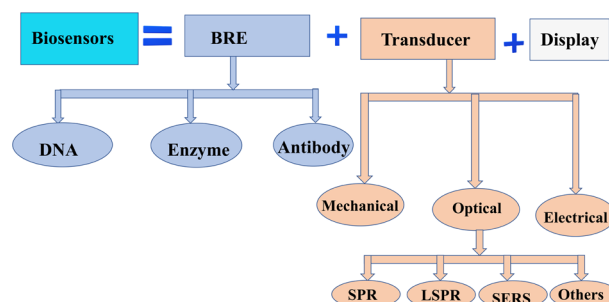 Biosensors = BRE + Transducer + Display
DNA Enzyme Antibody
Mechanical Optical Electrical
SPR LSPR SERS Others